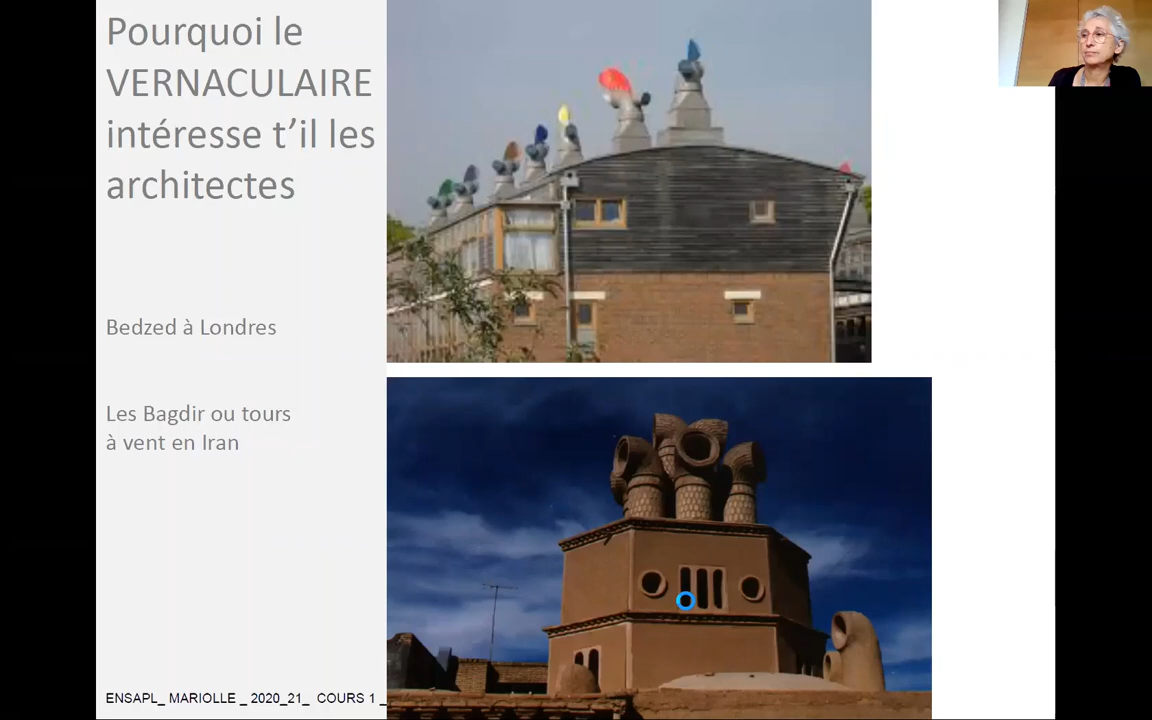 Pourquoi le
VERNACULAIRE
intéresse t’il les
architectes
Bedzed à Londres
Les Bagdir ou tours
à vent en Iran
ENSAPL_ MARIOLLE _ 2020_21_ COURS 1 _